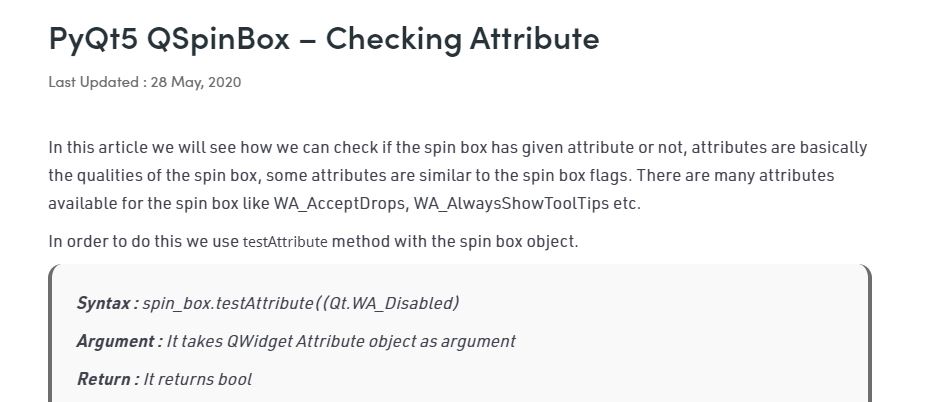 PyQt5 QSpinBox – Checking Attribute
Last Updated : 28 May, 2020
In this article we will see how we can check if the spin box has given attribute or not, attributes are basically
the qualities of the spin box, some attributes are similar to the spin box flags. There are many attributes
available for the spin box like WA_AcceptDrops, WA_AlwaysShowToolTips etc.
In order to do this we use testAttribute method with the spin box object.
Syntax : spin_box.testAttribute((Qt.WA_Disabled)
Argument : It takes QWidget Attribute object as argument
Return : It returns bool